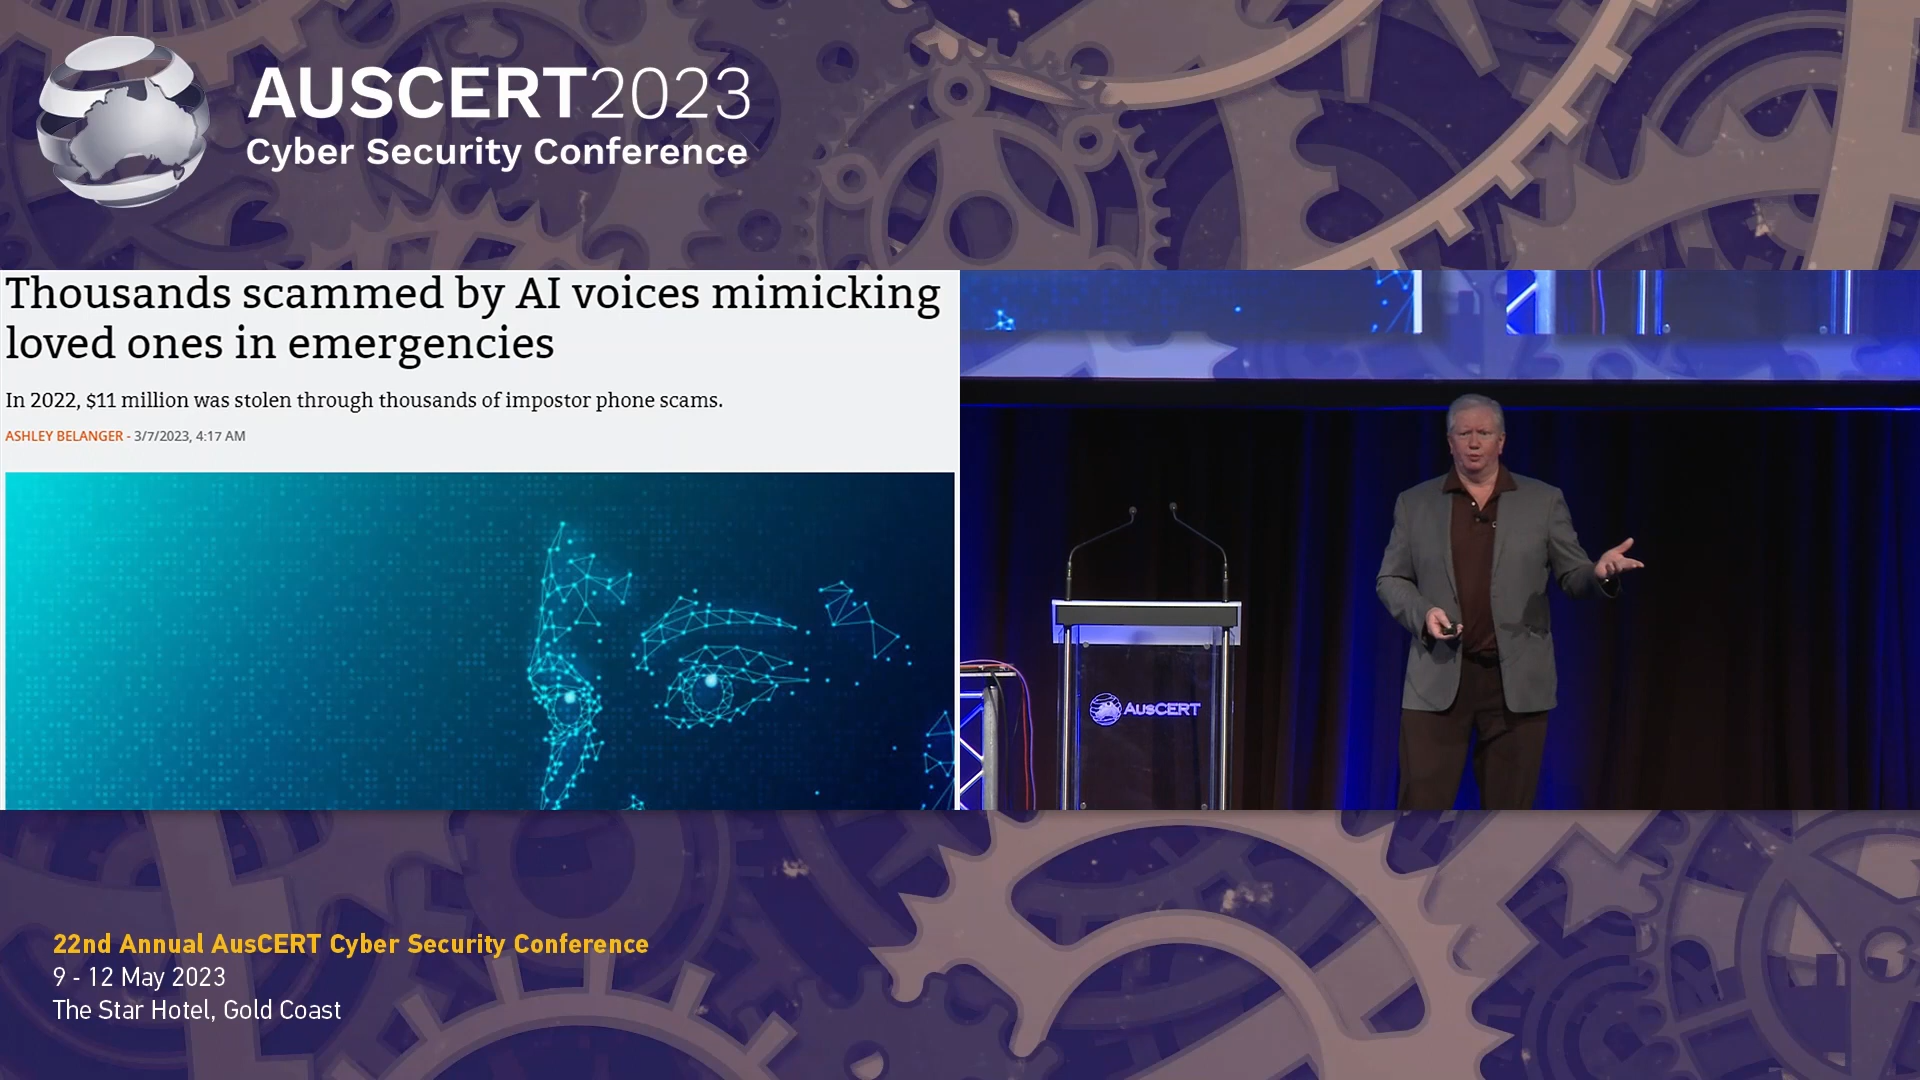 AUSCERT2023
Cyber Security Conference
Thousands scammed by AI voices mimicking
loved ones in emergencies
In 2022, $11 million was stolen through thousands of impostor phone scams.
ASHLEY BELANGER - 3/7/2023, 4:17 AM
AusCERT
22nd Annual AusCERT Cyber Security Conference
9 - 12 May 2023
The Star Hotel, Gold Coast